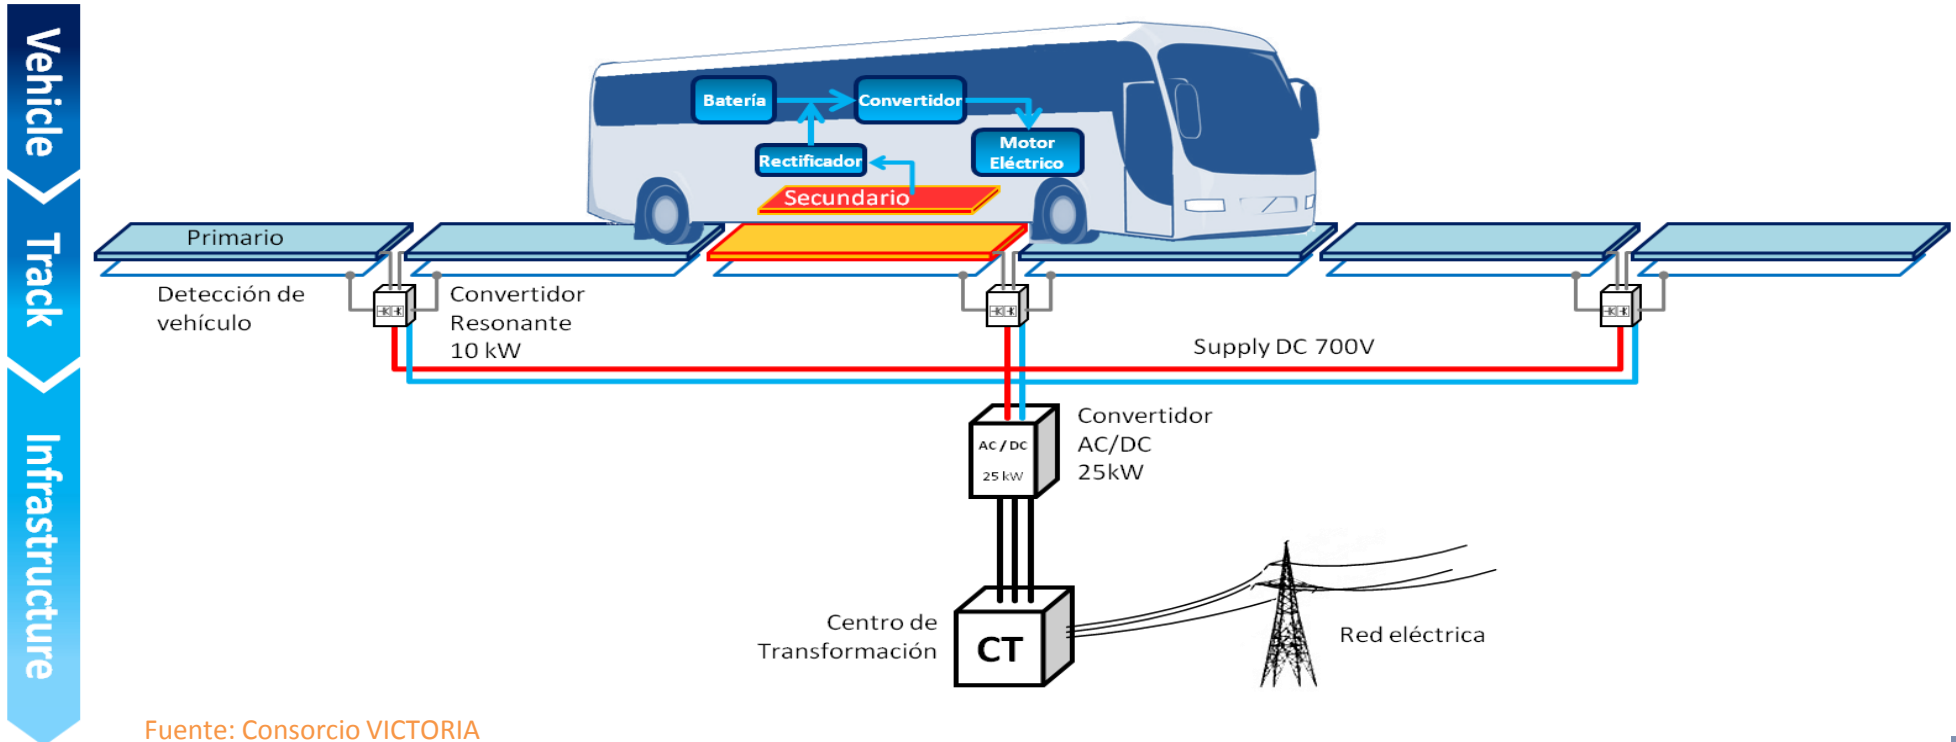 Vehicle
Track
Infrastructure
Batería
Convertidor
Rectificador
Motor
Eléctrico
Secundario
Primario
Detección de
vehículo
Convertidor
Resonante
10 kW
Supply DC 700V
AC / DC
25 kW
Convertidor
AC/DC
25kW
Centro de
Transformación
CT
Red eléctrica
Fuente: Consorcio VICTORIA